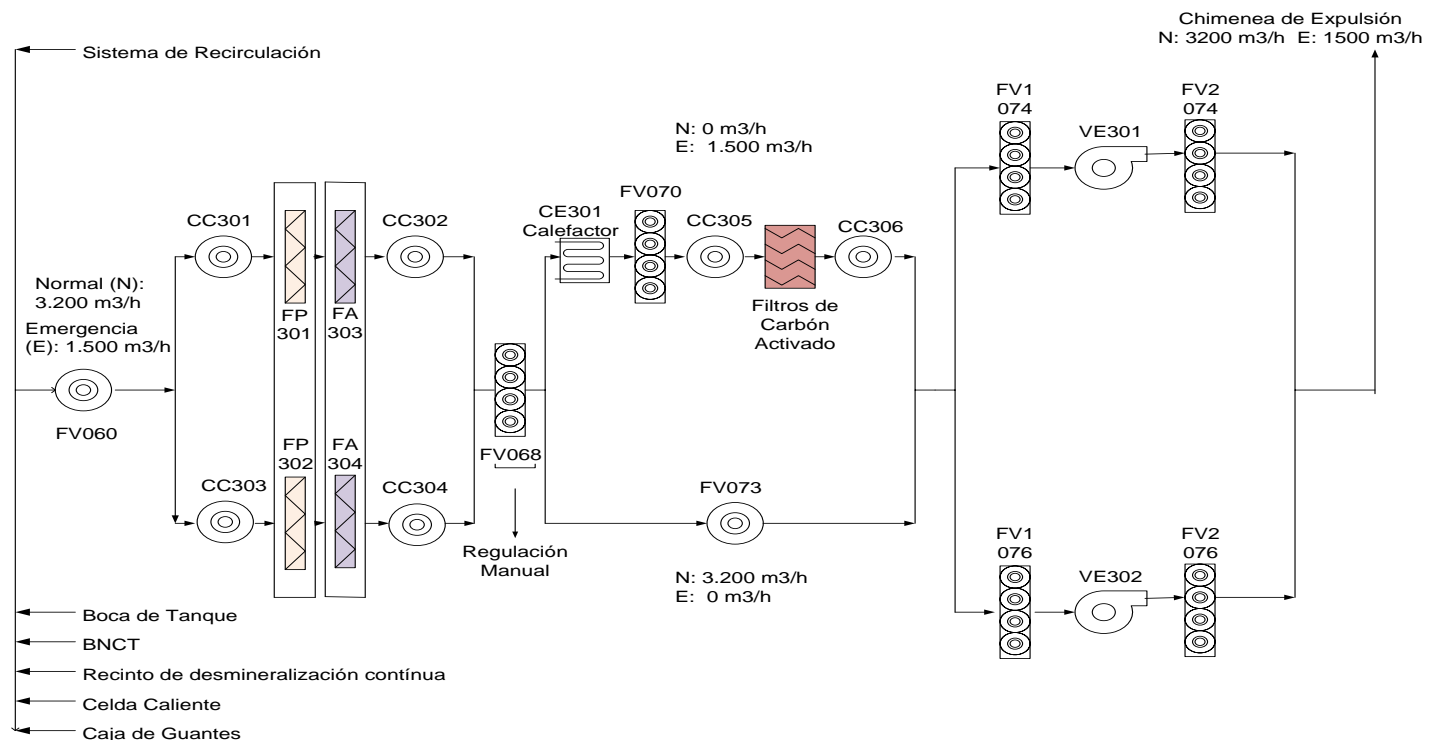 Chimenea de Expulsión
N: 3200 m3/h E: 1500 m3/h
Sistema de Recirculación
FV1
074
VE301
FV2
074
N: 0 m3/h
E: 1.500 m3/h
FV070
CE301
Calefactor
CC305
CC306
CC301
CC302
Normal (N):
3.200 m3/h
Emergencia
(E): 1.500 m3/h
FP
301
FA
303
Filtros de
Carbón
Activado
FV060
FP
302
FA
304
FV068
CC303
CC304
FV073
Regulación
Manual
N: 3.200 m3/h
E: 0 m3/h
FV1
076
VE302
FV2
076
Boca de Tanque
BNCT
Recinto de desmineralización contínua
Celda Caliente
Caja de Guantes